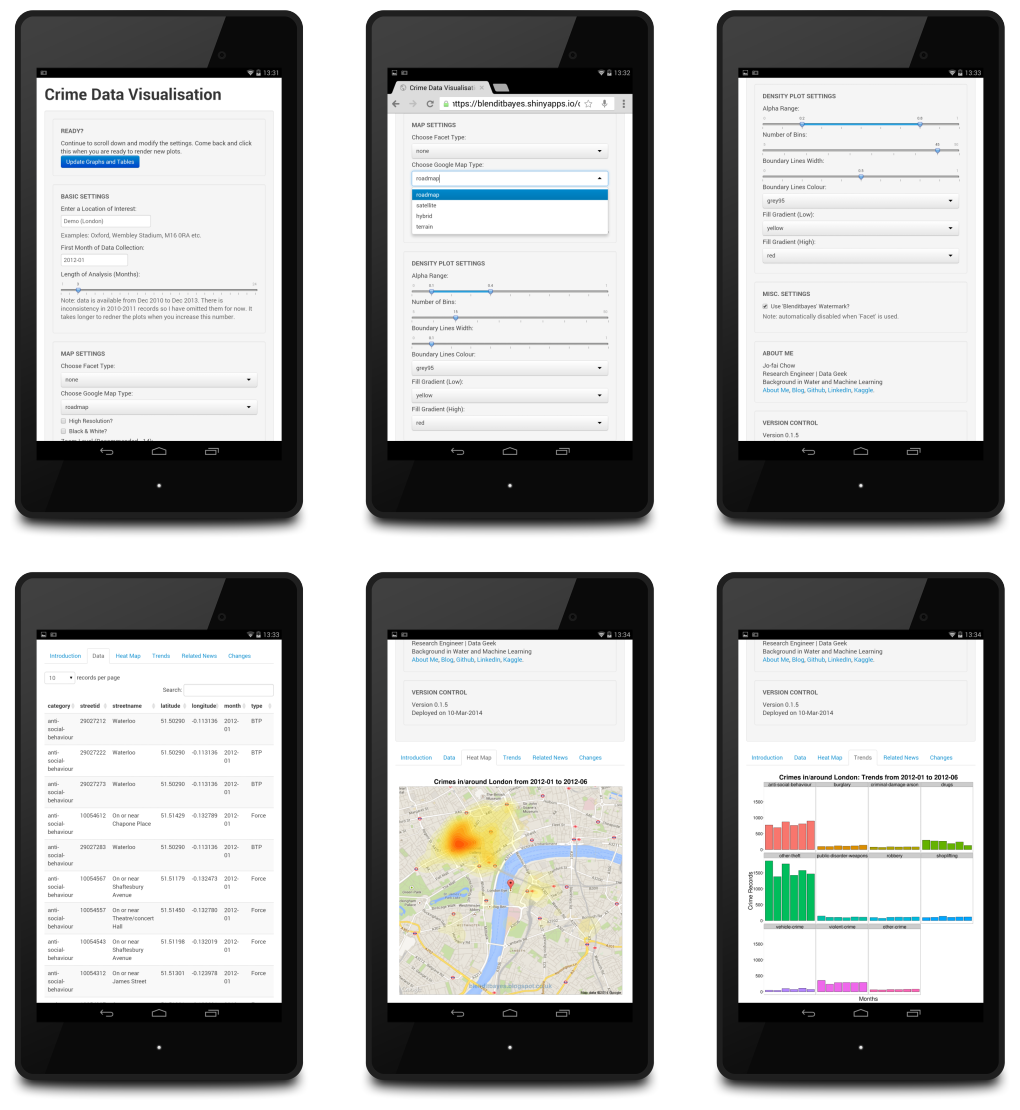 13:31
Crime Data Visualisation
READY?
Continue to scroll down and modify the settings. Come back and click
this when you are ready to render new plots.
Update Graphs and Tables
BASIC SETTINGS
Enter a Location of Interest:
Demo (London)
Examples: Oxford, Wembley Stadium, M16 0RA etc.
First Month of Data Collection:
2012-01
Length of Analysis (Months):
Note: data is available from Dec 2010 to Dec 2013. There is
inconsistency in 2010-2011 records so I have omitted them for now. It
takes longer to redner the plots when you increase this number.
MAP SETTINGS
Choose Facet Type:
none
Choose Google Map Type:
roadmap
High Resolution?
Black & White?
13:32
Crime Data Visualisati
https://blenditbayes.shinyapps.io/c
MAP SETTINGS
Choose Facet Type:
none
Choose Google Map Type:
roadmap
roadmap
satellite
hybrid
terrain
DENSITY PLOT SETTINGS
Alpha Range:
Number of Bins:
Boundary Lines Width:
Boundary Lines Colour:
grey95
Fill Gradient (Low):
yellow
Fill Gradient (High):
red
13:33
DENSITY PLOT SETTINGS
Alpha Range:
Number of Bins:
Boundary Lines Width:
Boundary Lines Colour:
grey95
Fill Gradient (Low):
yellow
Fill Gradient (High):
red
MISC. SETTINGS
Use 'Blenditbayes' Watermark?
Note: automatically disabled when 'Facet' is used.
ABOUT ME
Jo-fai Chow
Research Engineer | Data Geek
Background in Water and Machine Learning
About Me, Blog, Github, LinkedIn, Kaggle.
VERSION CONTROL
Version 0.1.5
13:33
Introduction Data Heat Map Trends Related News Changes
10 records per page
Search:
category streetid streetname latitude longitude month type
anti-social-behaviour 29027212 Waterloo 51.50290 -0.113136 2012-01 BTP
anti-social-behaviour 29027222 Waterloo 51.50290 -0.113136 2012-01 BTP
anti-social-behaviour 29027273 Waterloo 51.50290 -0.113136 2012-01 BTP
anti-social-behaviour 10054612 On or near Chapone Place 51.51429 -0.132789 2012-01 Force
anti-social-behaviour 29027283 Waterloo 51.50290 -0.113136 2012-01 BTP
anti-social-behaviour 10054567 On or near Shaftesbury Avenue 51.51179 -0.132473 2012-01 Force
anti-social-behaviour 10054557 On or near Theatre/concert Hall 51.51450 -0.132780 2012-01 Force
anti-social-behaviour 10054543 On or near Shaftesbury Avenue 51.51198 -0.132019 2012-01 Force
anti-social-behaviour 10054312 On or near James Street 51.51301 -0.123978 2012-01 Force
13:34
Research Engineer | Data Geek
Background in Water and Machine Learning
About Me, Blog, Github, LinkedIn, Kaggle.
VERSION CONTROL
Version 0.1.5
Deployed on 10-Mar-2014
Introduction Data Heat Map Trends Related News Changes
Crimes in/around London from 2012-01 to 2012-06
blenditbayes.blogspot.co.uk
Map data ©2014 Google
13:34
Research Engineer | Data Geek
Background in Water and Machine Learning
About Me, Blog, Github, LinkedIn, Kaggle.
VERSION CONTROL
Version 0.1.5
Deployed on 10-Mar-2014
Introduction Data Heat Map Trends Related News Changes
Crimes in/around London: Trends from 2012-01 to 2012-06
anti-social-behaviour burglary criminal-damage-arson drugs
1500
1000
500
0
other-theft public-disorder-weapons robbery shoplifting
Crime Records
1500
1000
500
0
vehicle-crime violent-crime other-crime
1500
1000
500
0
Months